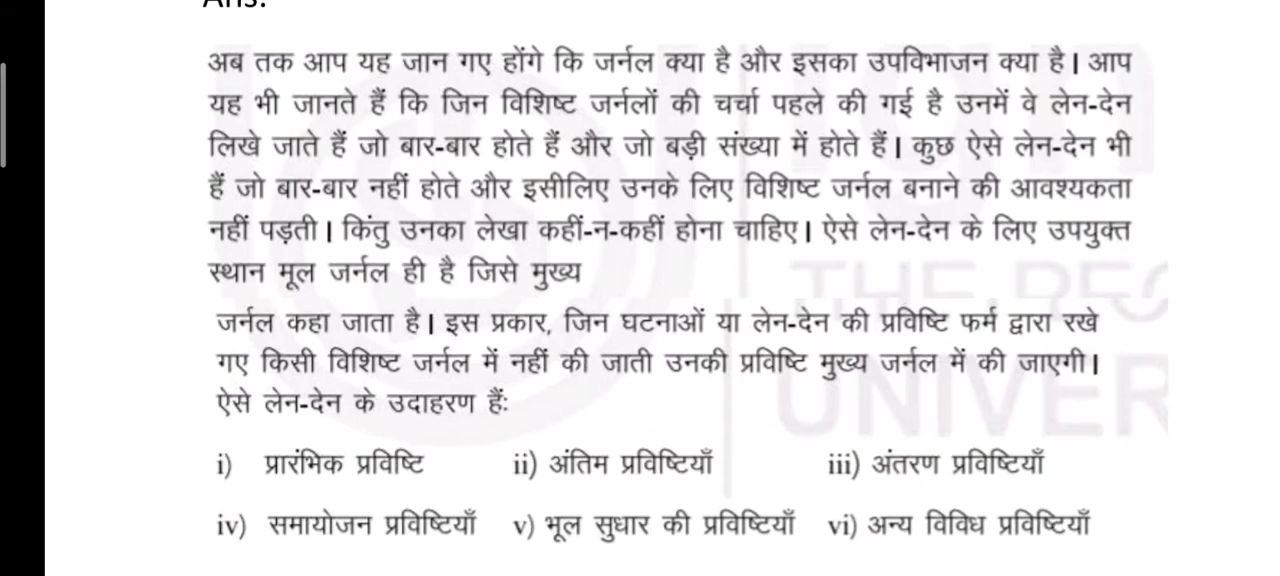 Ans:
अब तक आप यह जान गए होंगे कि जर्नल क्या है और इसका उपविभाजन क्या है। आप
यह भी जानते हैं कि जिन विशिष्ट जर्नलों की चर्चा पहले की गई है उनमें वे लेन-देन
लिखे जाते हैं जो बार-बार होते हैं और जो बड़ी संख्या में होते हैं। कुछ ऐसे लेन-देन भी
हैं जो बार-बार नहीं होते और इसीलिए उनके लिए विशिष्ट जर्नल बनाने की आवश्यकता
नहीं पड़ती। किंतु उनका लेखा कहीं-न-कहीं होना चाहिए। ऐसे लेन-देन के लिए उपयुक्त
स्थान मूल जर्नल ही है जिसे मुख्य
जर्नल कहा जाता है। इस प्रकार, जिन घटनाओं या लेन-देन की प्रविष्टि फर्म द्वारा रखे
गए किसी विशिष्ट जर्नल में नहीं की जाती उनकी प्रविष्टि मुख्य जर्नल में की जाएगी।
ऐसे लेन-देन के उदाहरण हैं:
i) प्रारंभिक प्रविष्टि ii) अंतिम प्रविष्टियाँ iii) अंतरण प्रविष्टियाँ
iv) समायोजन प्रविष्टियाँ v) भूल सुधार की प्रविष्टियाँ vi) अन्य विविध प्रविष्टियाँ